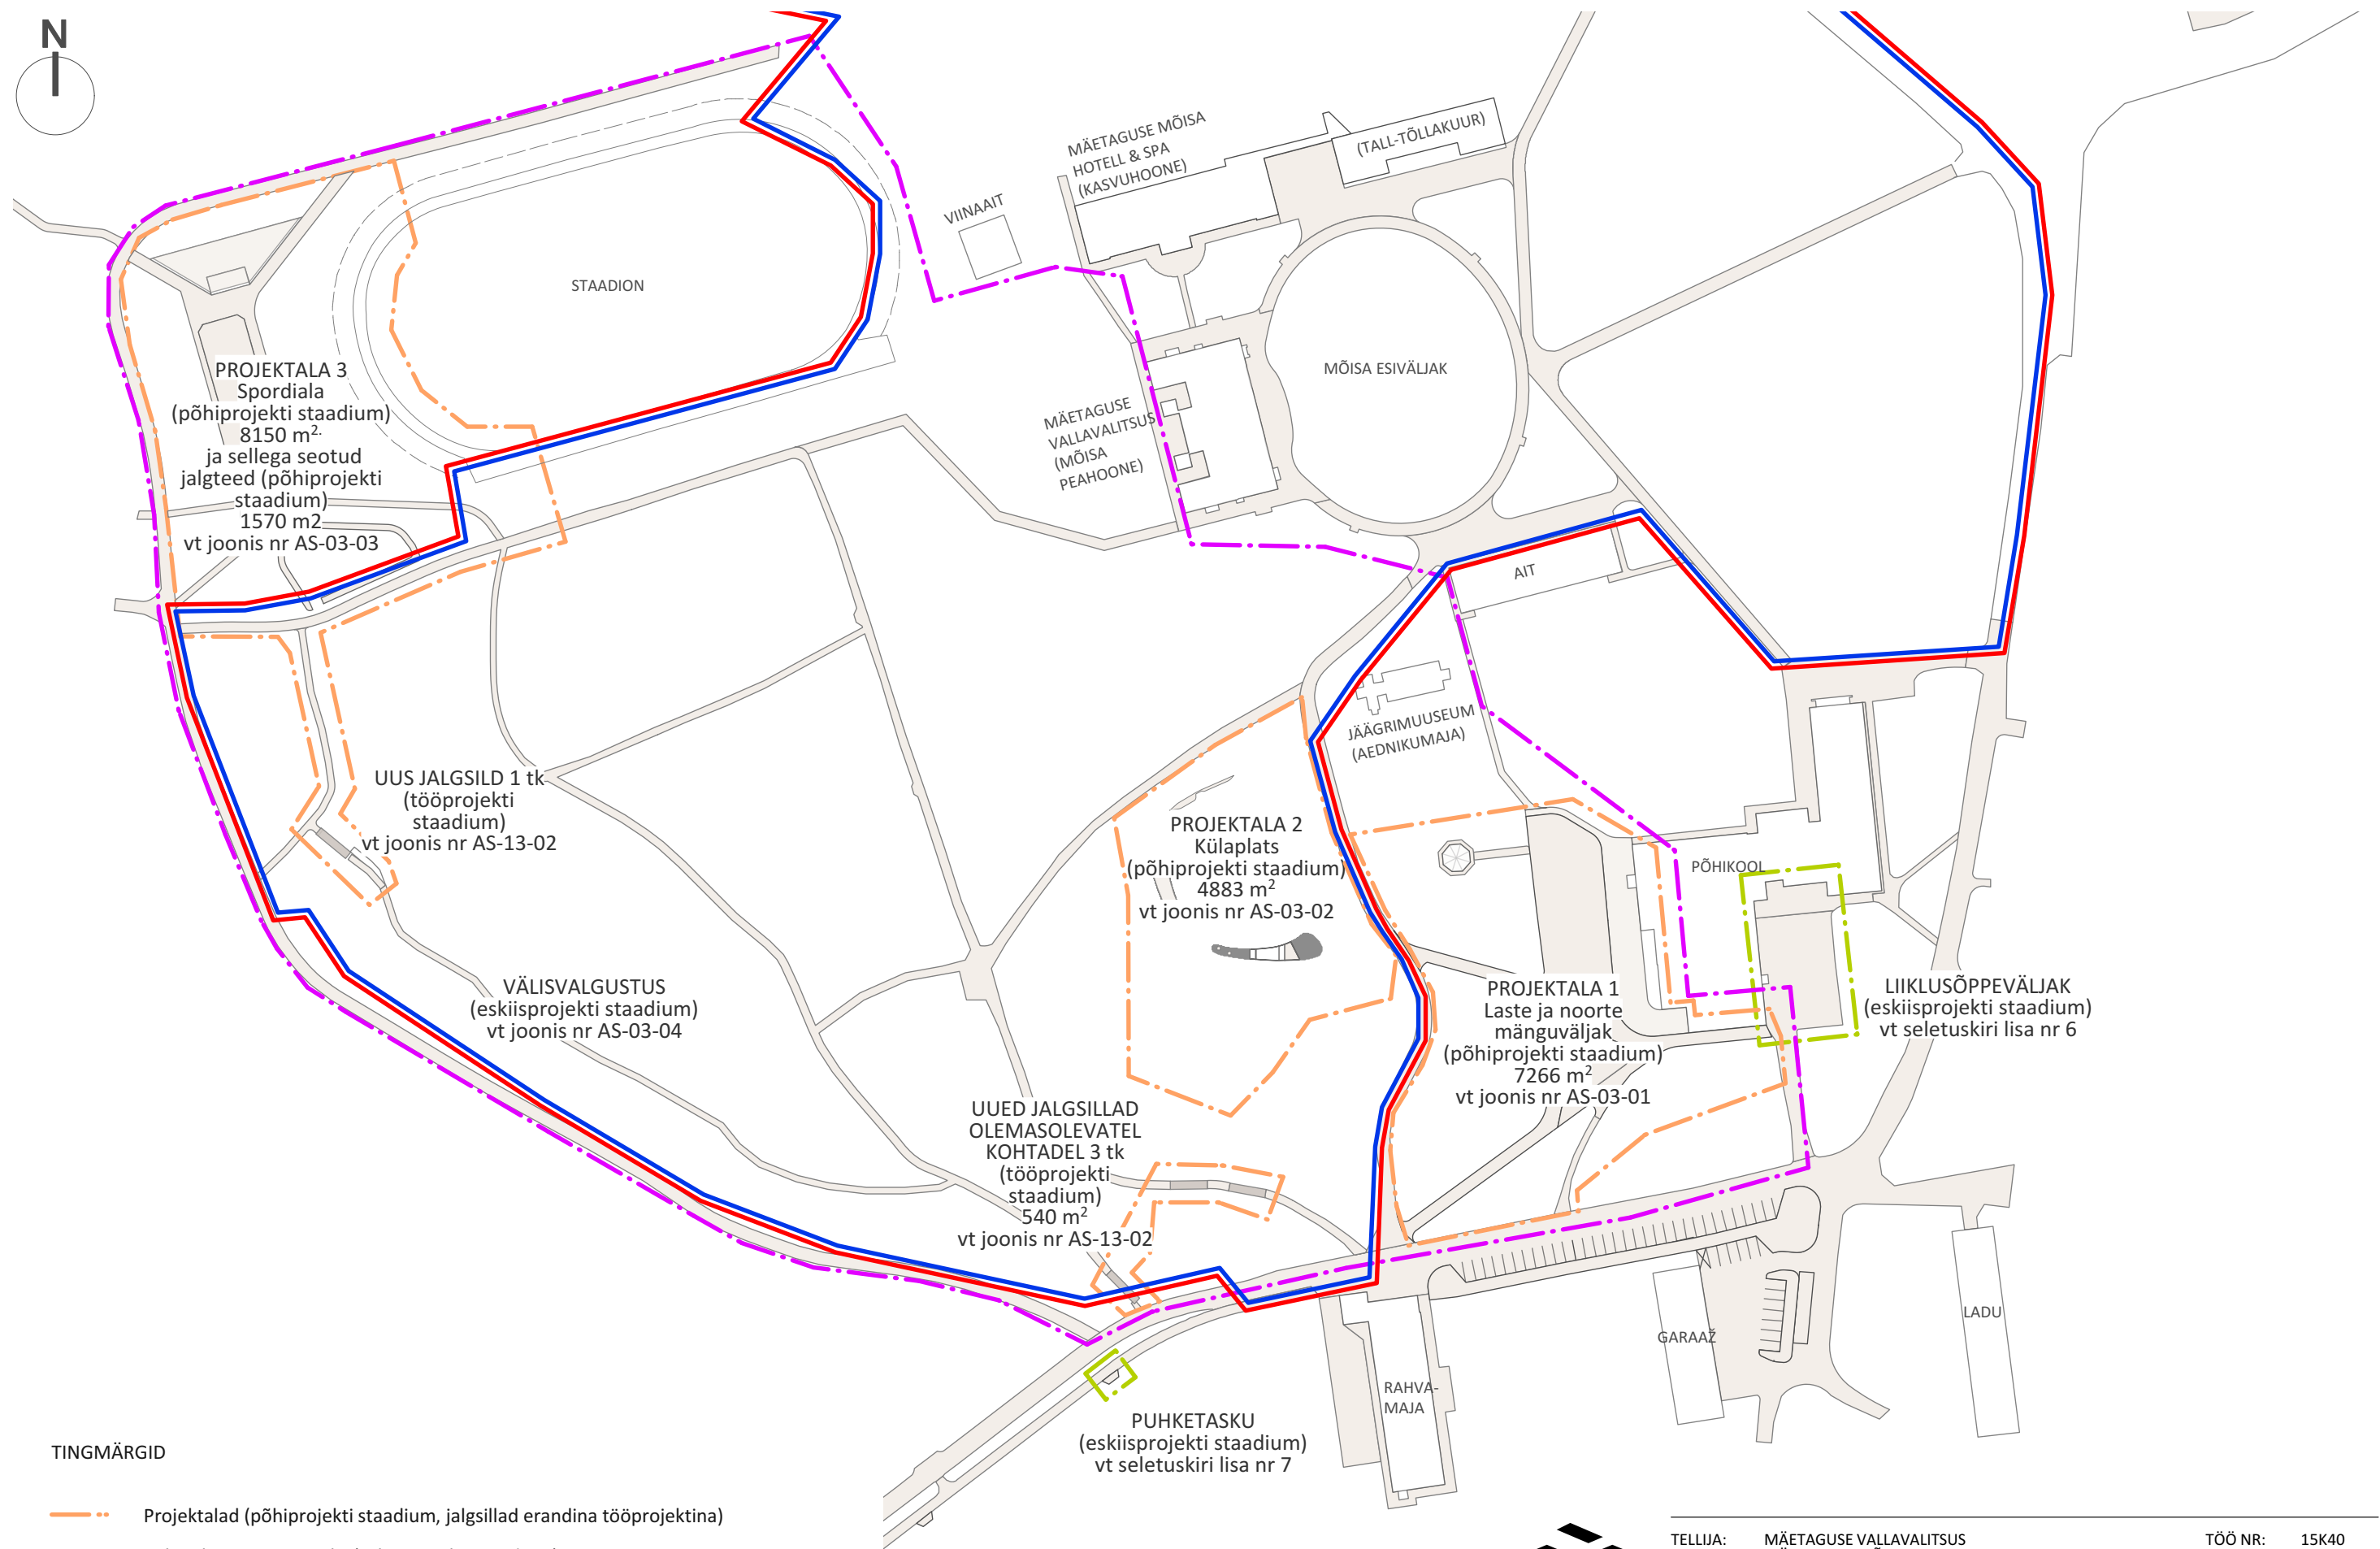 N
MÄETAGUSE MÕISA
HOTELL & SPA
(KASVUHOONE)
(TALL-TÕLLAKUUR)
VIINAAIT
STAADION
MÕISA ESIVÄLJAK
MÄETAGUSE
VALLAVALITSUS
(MÕISA
PEAHOONE)
PROJEKTALA 3
Spordiala
(põhiprojekti staadium)
8150 m².
ja sellega seotud
jalgteed (põhiprojekti
staadium)
1570 m2
vt joonis nr AS-03-03
AIT
JÄÄGRIMUUSEUM
(AEDNIKUMAJA)
UUS JALGSILD 1 tk
(tööprojekti
staadium)
vt joonis nr AS-13-02
PROJEKTALA 2
Külaplats
(põhiprojekti staadium)
4883 m²
vt joonis nr AS-03-02
PÕHIKOOL
VÄLISVALGUSTUS
(eskiisprojekti staadium)
vt joonis nr AS-03-04
PROJEKTALA 1
Laste ja noorte
mänguväljak
(põhiprojekti staadium)
7266 m²
vt joonis nr AS-03-01
LIIKLUSÕPPEVÄLJAK
(eskiisprojekti staadium)
vt seletuskiri lisa nr 6
UUED JALGSILLAD
OLEMASOLEVATEL
KOHTADEL 3 tk
(tööprojekti
staadium)
540 m²
vt joonis nr AS-13-02
GARAAŽ
LADU
RAHVA-
MAJA
PUHKETASKU
(eskiisprojekti staadium)
vt seletuskiri lisa nr 7
TINGMÄRGID
Projektalad (põhiprojekti staadium, jalgsillad erandina tööprojektina)
TELLIJA: MÄETAGUSE VALLAVALITSUS TÖÖ NR: 15K40